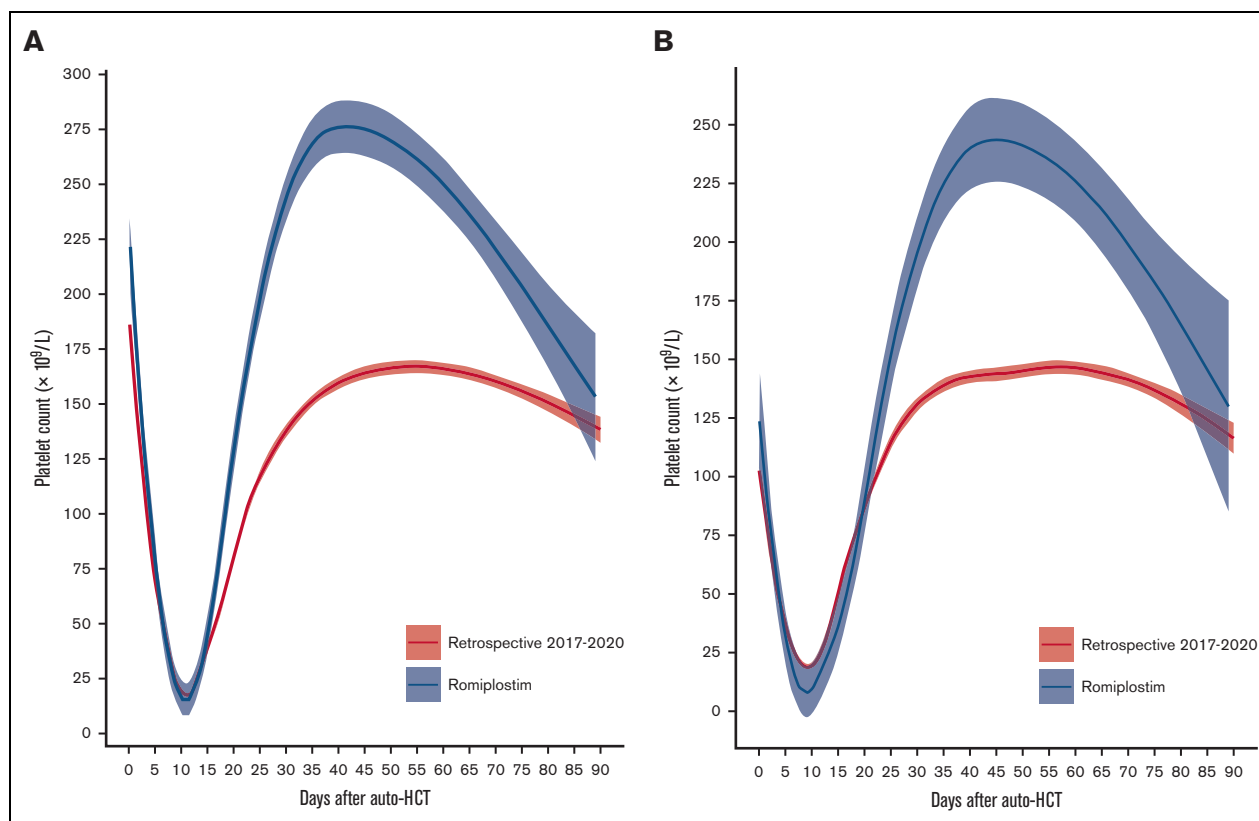 A
Platelet count (× 10⁹/L)
300
275
250
225
200
175
150
125
100
75
50
25
0
0 5 10 15 20 25 30 35 40 45 50 55 60 65 70 75 80 85 90
Days after auto-HCT
Retrospective 2017-2020
Romiplostim
B
Platelet count (× 10⁹/L)
250
225
200
175
150
125
100
75
50
25
0
0 5 10 15 20 25 30 35 40 45 50 55 60 65 70 75 80 85 90
Days after auto-HCT
Retrospective 2017-2020
Romiplostim